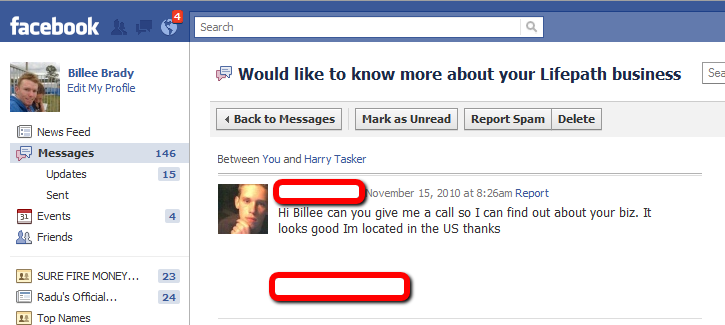 facebook
4
Search
Billee Brady
Edit My Profile
Would like to know more about your Lifepath business
Sea
Back to Messages
Mark as Unread
Report Spam
Delete
News Feed
Messages 146
Updates 15
Sent
31 Events 4
Friends
SURE FIRE MONEY... 23
Radu's Official... 24
Top Names
Between You and Harry Tasker
November 15, 2010 at 8:26am Report
Hi Billee can you give me a call so I can find out about your biz. It
looks good Im located in the US thanks